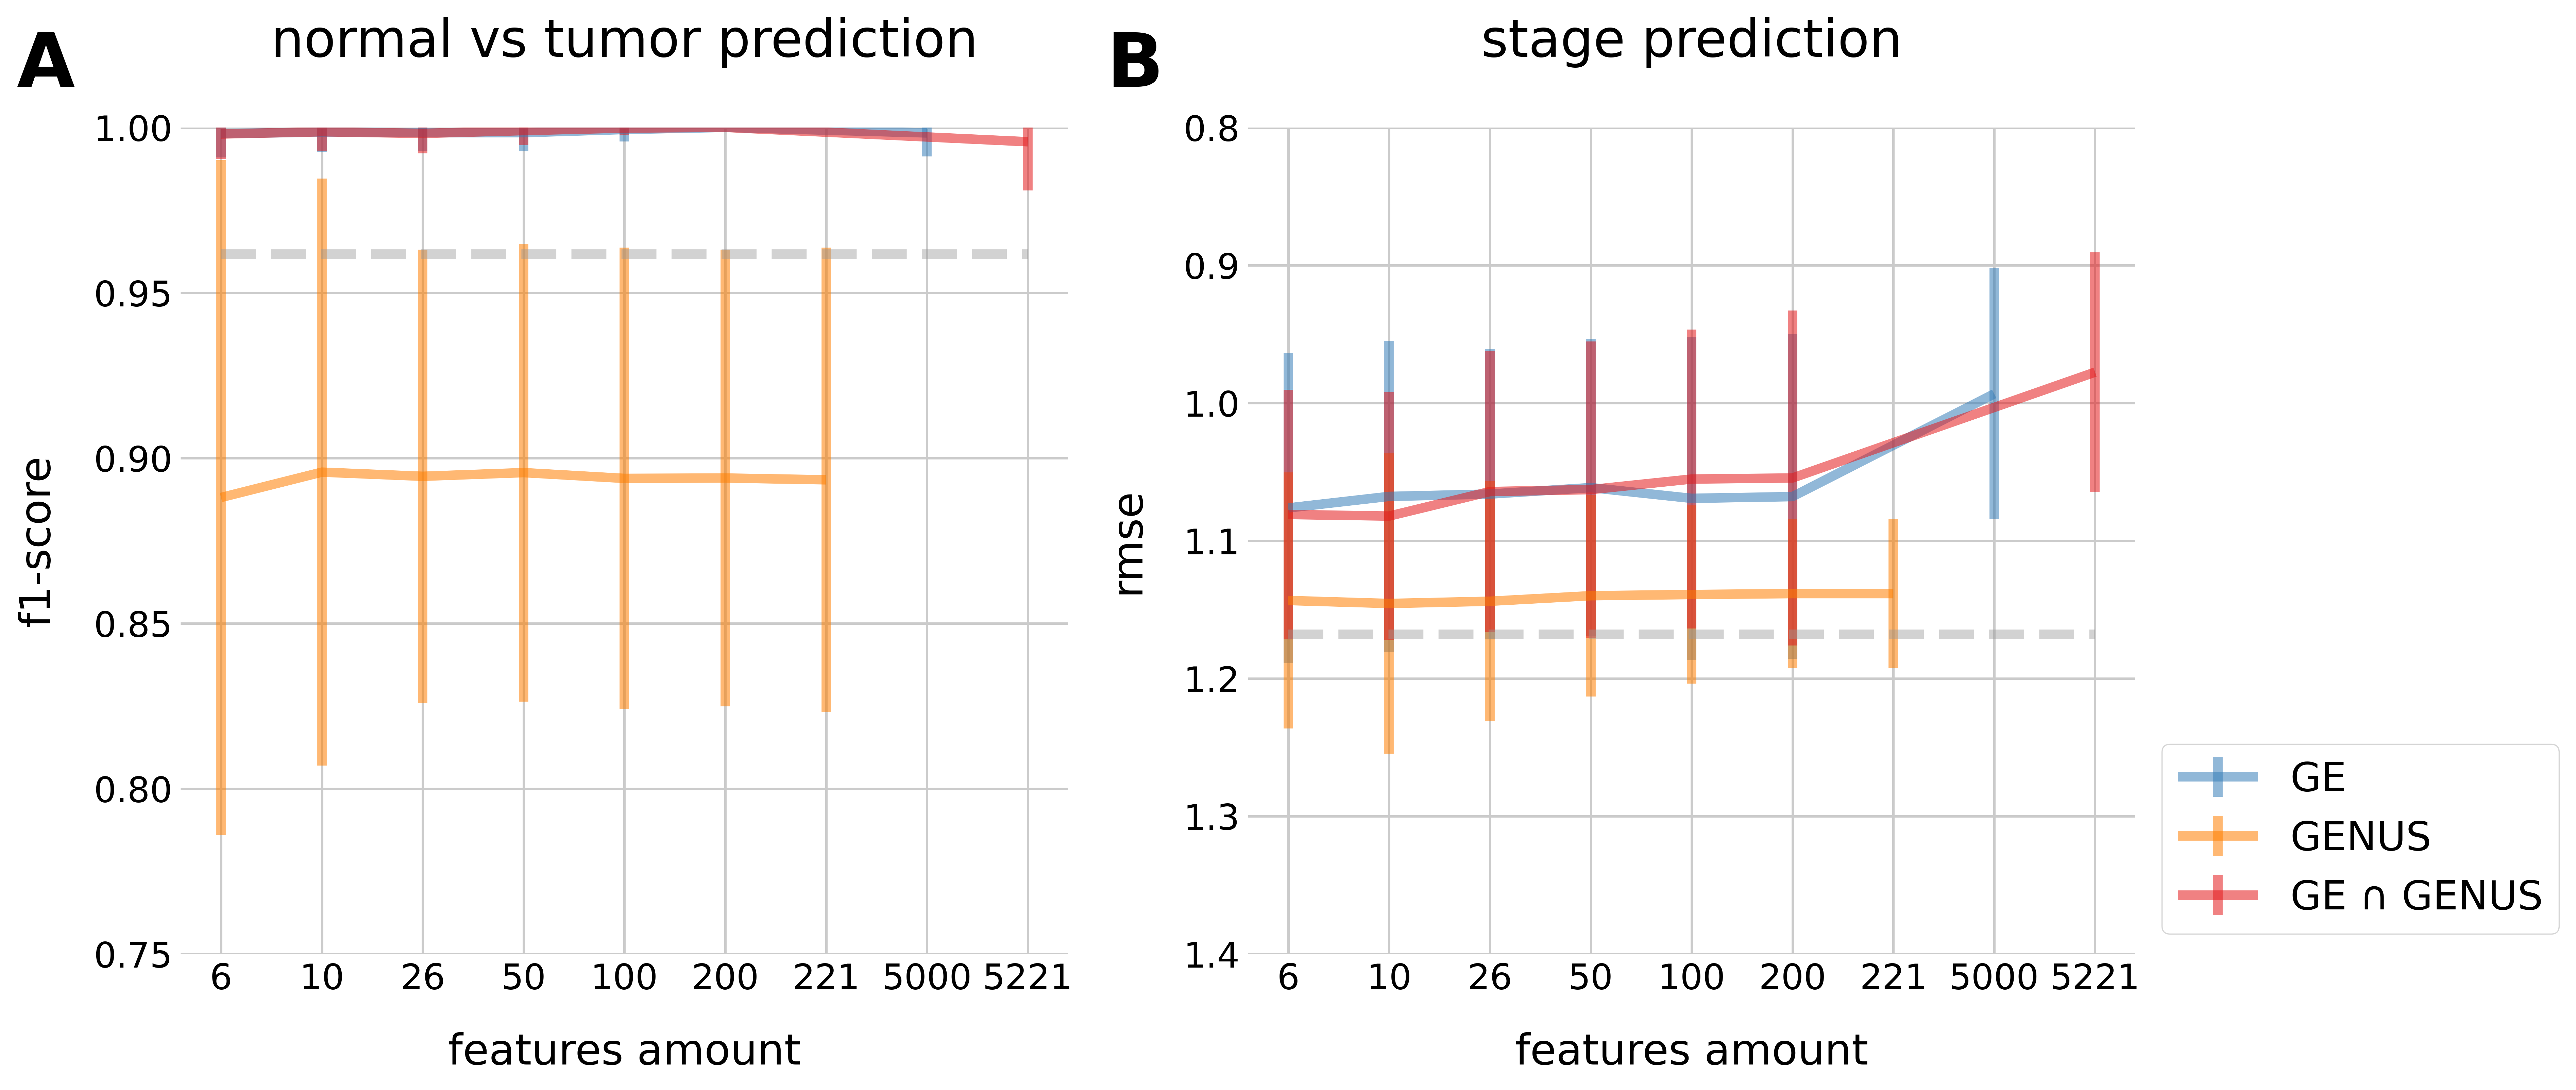 A
normal vs tumor prediction
f1-score
1.00
0.95
0.90
0.85
0.80
0.75
6 10 26 50 100 200 221 5000 5221
features amount
B
stage prediction
rmse
0.8
0.9
1.0
1.1
1.2
1.3
1.4
6 10 26 50 100 200 221 5000 5221
features amount
GE
GENUS
GE ∩ GENUS